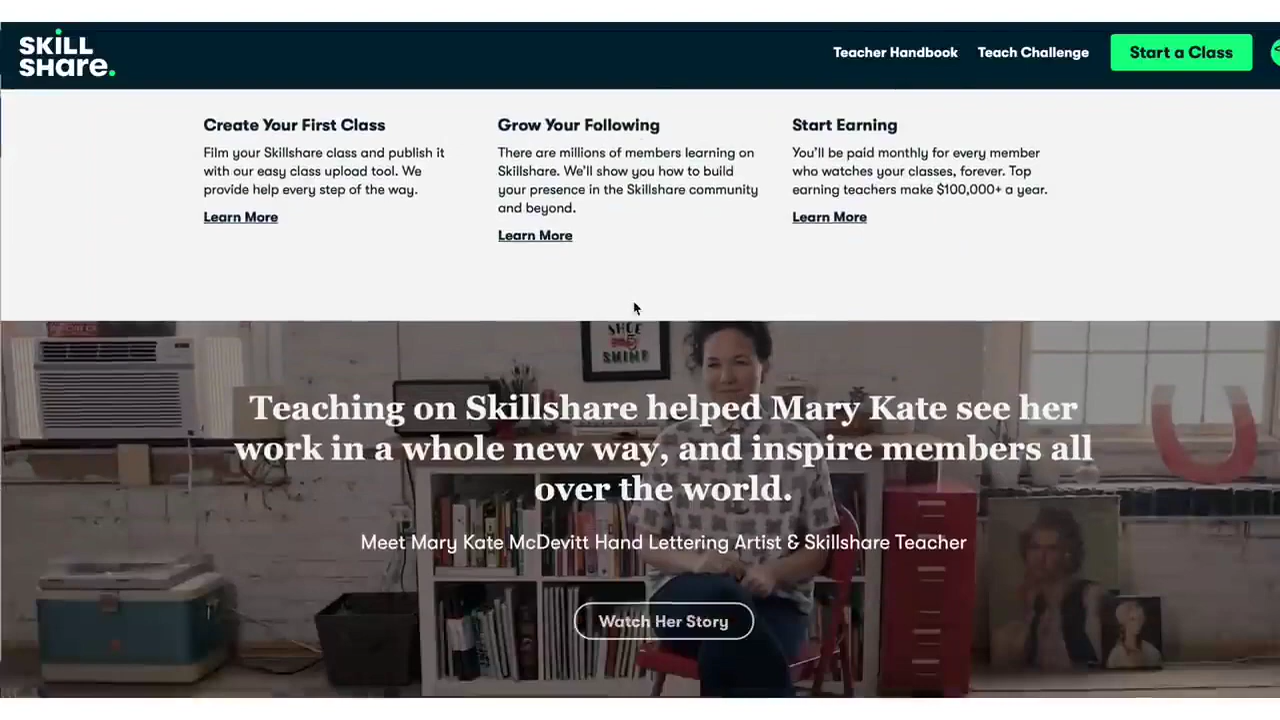 SKILL
SHare.
Teacher Handbook
Teach Challenge
Start a Class
Create Your First Class
Film your Skillshare class and publish it
with our easy class upload tool. We
provide help every step of the way.
Learn More
Grow Your Following
There are millions of members learning on
Skillshare. We'll show you how to build
your presence in the Skillshare community
and beyond.
Learn More
Start Earning
You'll be paid monthly for every member
who watches your classes, forever. Top
earning teachers make $100,000+ a year.
Learn More
SHOE
SHINE
Teaching on Skillshare helped Mary Kate see her
work in a whole new way, and inspire members all
over the world.
Meet Mary Kate McDevitt Hand Lettering Artist & Skillshare Teacher
Watch Her Story